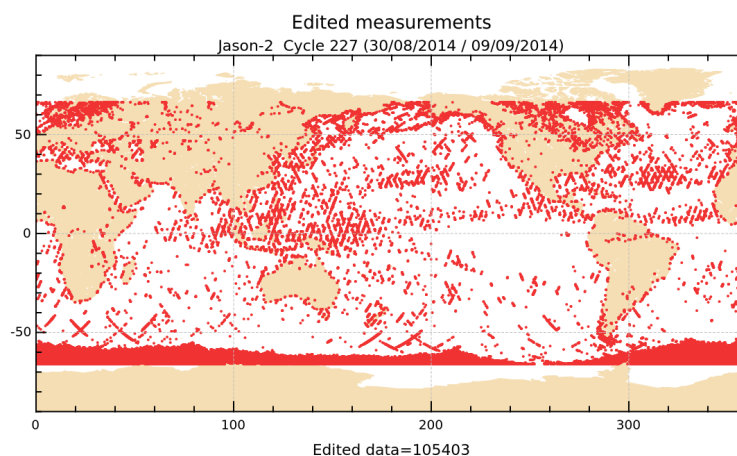 Edited measurements
Jason-2 Cycle 227 (30/08/2014 / 09/09/2014)
50
0
-50
0 100 200 300
Edited data=105403